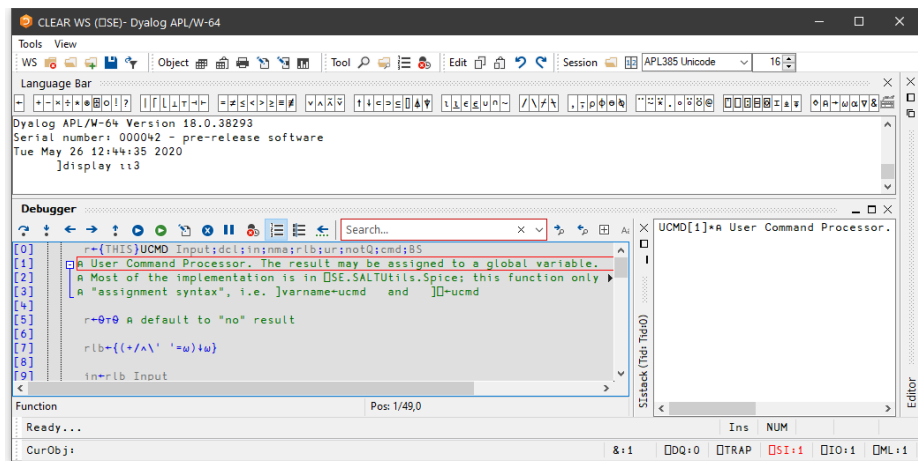 CLEAR WS (⎕SE)- Dyalog APL/W-64
Tools View
WS Object Tool Edit Session APL385 Unicode 16
Language Bar
Dyalog APL/W-64 Version 18.0.38293
Serial number: 000042 - pre-release software
Tue May 26 12:44:35 2020
]display ⍳⍳3
Debugger
Search...
[0] r←{THIS}UCMD Input;dcl;in;nma;rlb;ur;notQ;cmd;BS
[1] ⍝ User Command Processor. The result may be assigned to a global variable.
[2] ⍝ Most of the implementation is in ⎕SE.SALTUtils.Spice; this function only
[3] ⍝ "assignment syntax", i.e. ]varname←ucmd and ]⎕←ucmd
[4]
[5] r←⍬⊤⍬ ⍝ default to "no" result
[6]
[7] rlb←{(+/∧\' '=⍵)↓⍵}
[8]
[9] in←rlb Input
UCMD[1]*⍝ User Command Processor.
SIstack (Tid: Tid:0)
Editor
Function Pos: 1/49,0
Ready... Ins NUM
CurObj: &:1 ⎕DQ:0 ⎕TRAP ⎕SI:1 ⎕IO:1 ⎕ML:1